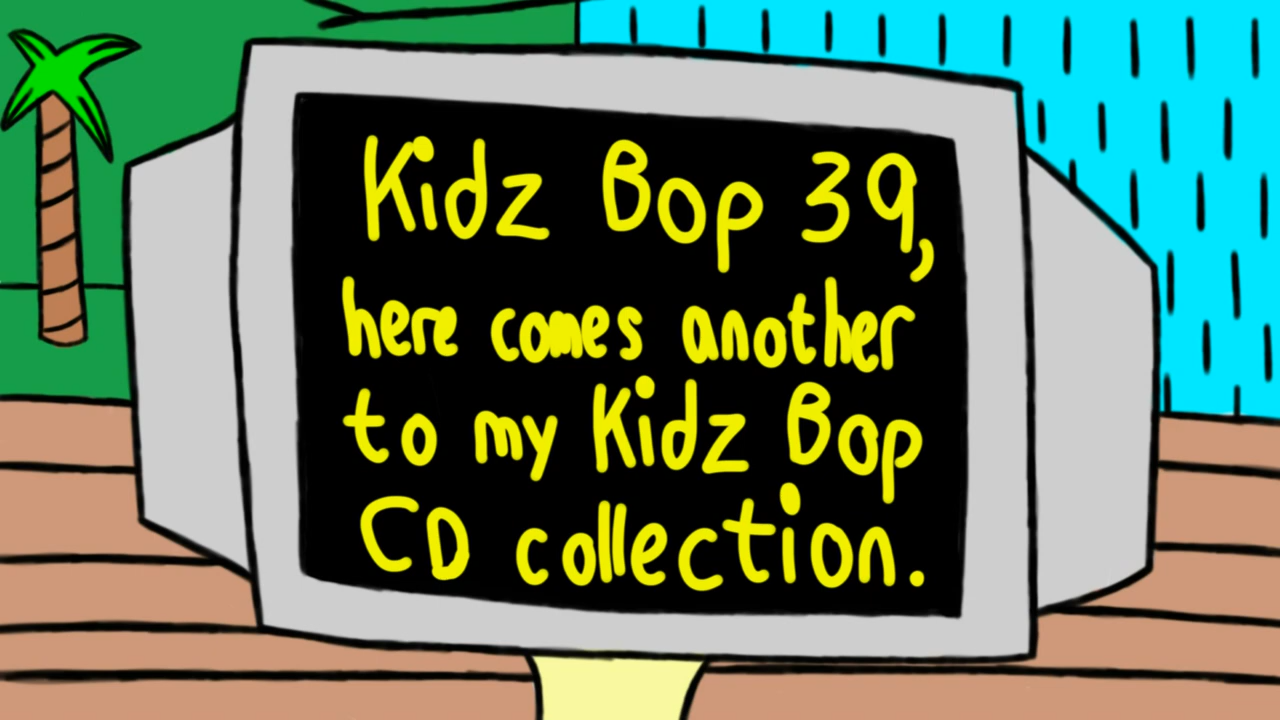 Kidz Bop 39,
here comes another
to my Kidz Bop
CD collection.